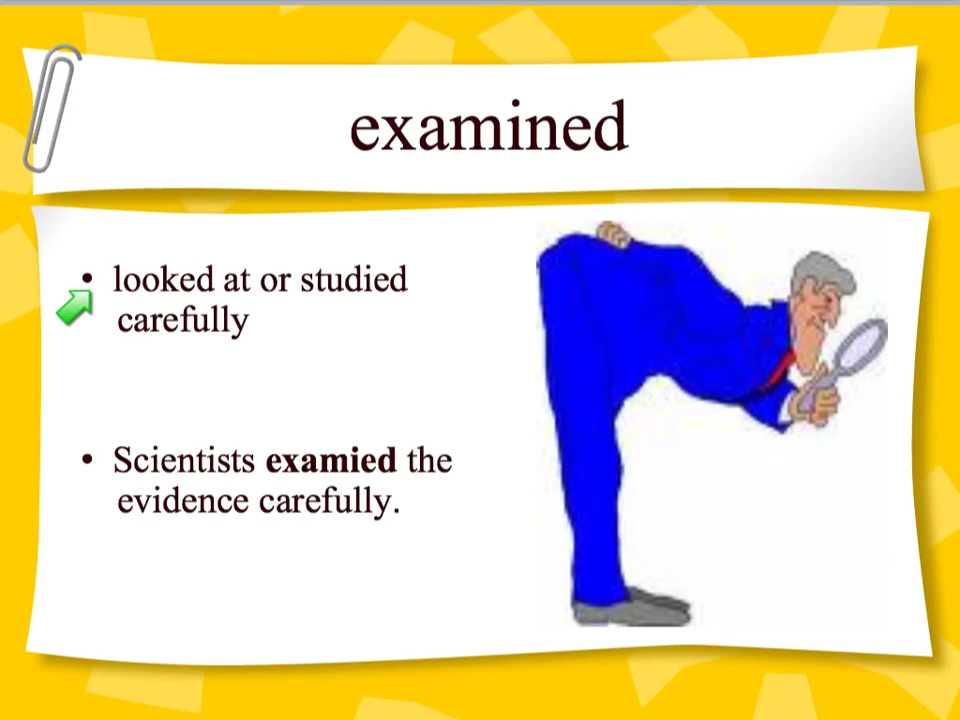 examined
• looked at or studied
carefully
• Scientists examied the
evidence carefully.